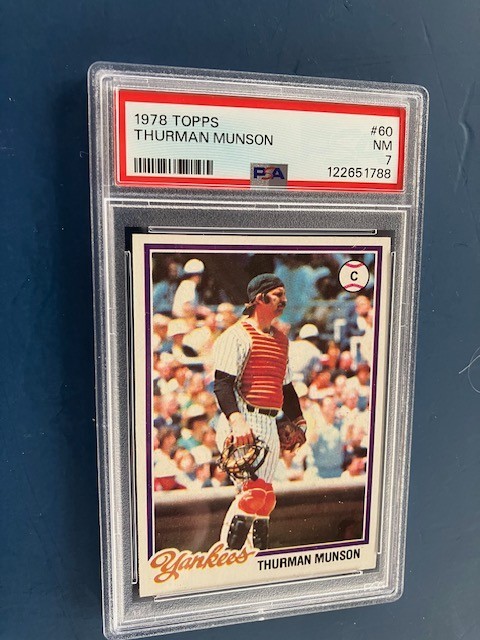 1978 TOPPS #60
THURMAN MUNSON NM
7
PSA 122651788
C
Yankees THURMAN MUNSON